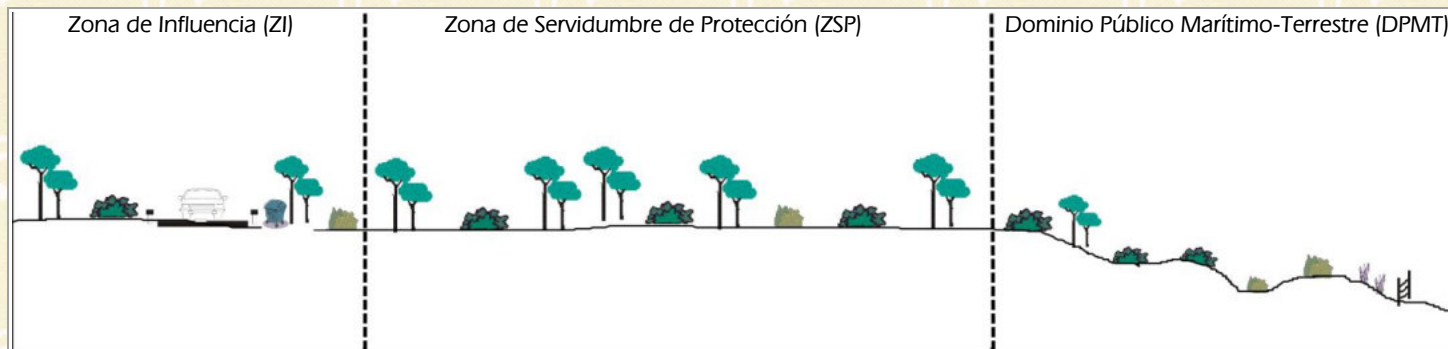 Zona de Influencia (ZI)
Zona de Servidumbre de Protección (ZSP)
Dominio Público Marítimo-Terrestre (DPMT)